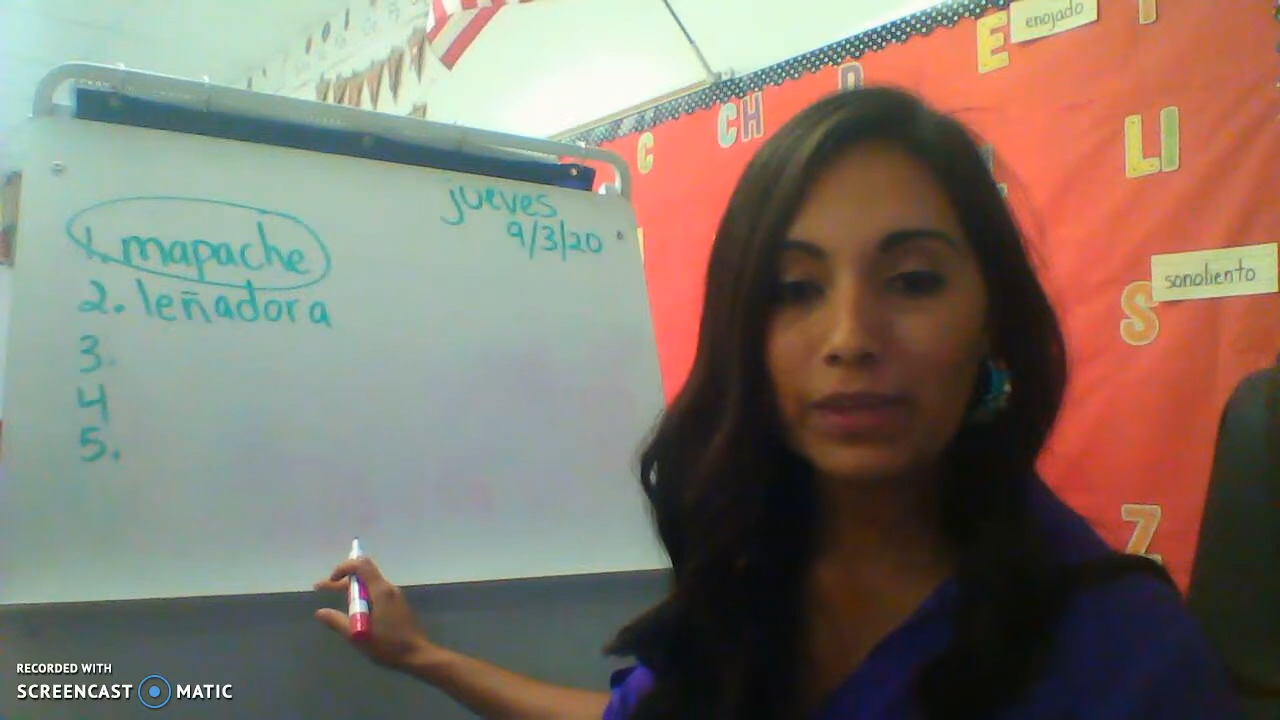 jueves
9/3/20
1. mapache
2. leñadora
3.
4
5.
C
CH
E
enojado
LI
S
sonoliento
Z
RECORDED WITH
SCREENCAST MATIC